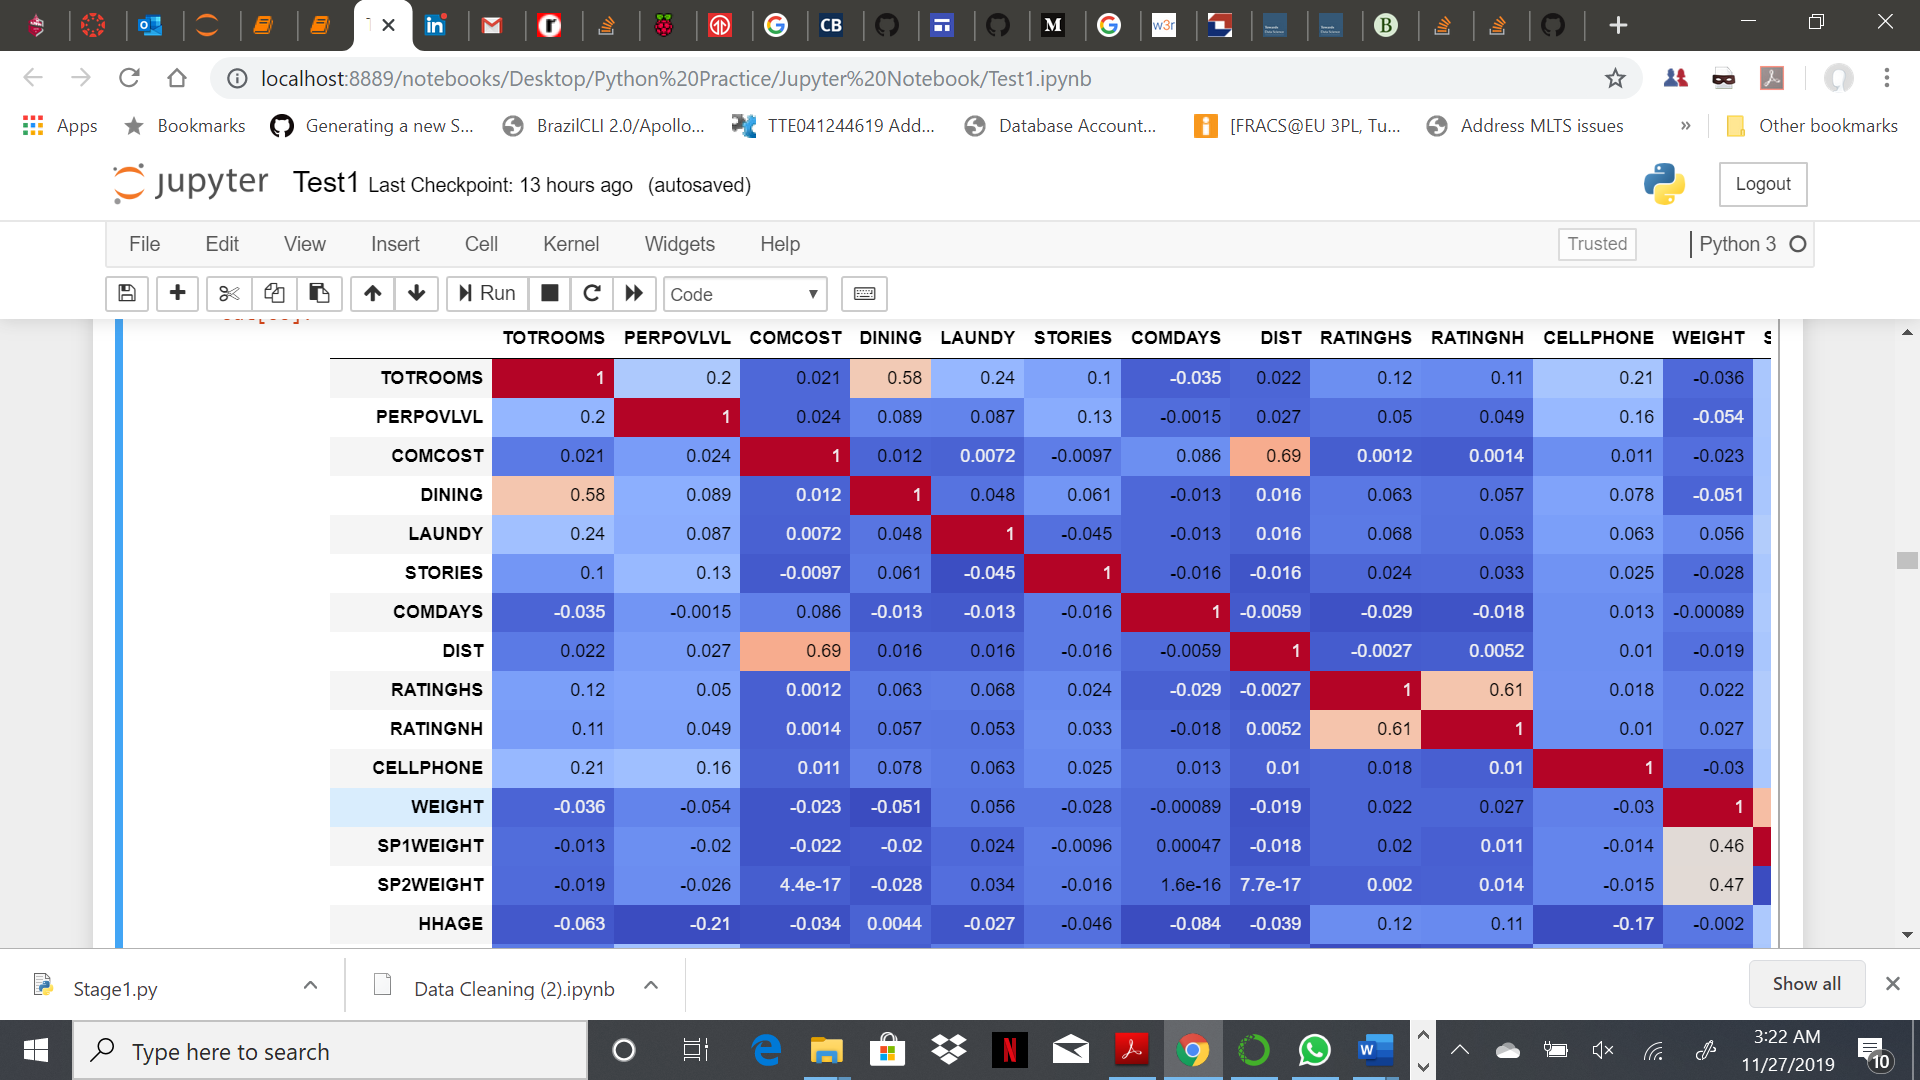 in
M
r
CB
M
w3r
B
localhost:8889/notebooks/Desktop/Python%20Practice/Jupyter%20Notebook/Test1.ipynb
Apps Bookmarks Generating a new S... BrazilCLI 2.0/Apollo... TTE041244619 Add... Database Account... [FRACS@EU 3PL, Tu... Address MLTS issues » Other bookmarks
jupyter Test1 Last Checkpoint: 13 hours ago (autosaved) Logout
File Edit View Insert Cell Kernel Widgets Help Trusted Python 3
Run Code
TOTROOMS PERPOVLVL COMCOST DINING LAUNDY STORIES COMDAYS DIST RATINGHS RATINGNH CELLPHONE WEIGHT S
TOTROOMS 1 0.2 0.021 0.58 0.24 0.1 -0.035 0.022 0.12 0.11 0.21 -0.036
PERPOVLVL 0.2 1 0.024 0.089 0.087 0.13 -0.0015 0.027 0.05 0.049 0.16 -0.054
COMCOST 0.021 0.024 1 0.012 0.0072 -0.0097 0.086 0.69 0.0012 0.0014 0.011 -0.023
DINING 0.58 0.089 0.012 1 0.048 0.061 -0.013 0.016 0.063 0.057 0.078 -0.051
LAUNDY 0.24 0.087 0.0072 0.048 1 -0.045 -0.013 0.016 0.068 0.053 0.063 0.056
STORIES 0.1 0.13 -0.0097 0.061 -0.045 1 -0.016 -0.016 0.024 0.033 0.025 -0.028
COMDAYS -0.035 -0.0015 0.086 -0.013 -0.013 -0.016 1 -0.0059 -0.029 -0.018 0.013 -0.00089
DIST 0.022 0.027 0.69 0.016 0.016 -0.016 -0.0059 1 -0.0027 0.0052 0.01 -0.019
RATINGHS 0.12 0.05 0.0012 0.063 0.068 0.024 -0.029 -0.0027 1 0.61 0.018 0.022
RATINGNH 0.11 0.049 0.0014 0.057 0.053 0.033 -0.018 0.0052 0.61 1 0.01 0.027
CELLPHONE 0.21 0.16 0.011 0.078 0.063 0.025 0.013 0.01 0.018 0.01 1 -0.03
WEIGHT -0.036 -0.054 -0.023 -0.051 0.056 -0.028 -0.00089 -0.019 0.022 0.027 -0.03 1
SP1WEIGHT -0.013 -0.02 -0.022 -0.02 0.024 -0.0096 0.00047 -0.018 0.02 0.011 -0.014 0.46
SP2WEIGHT -0.019 -0.026 4.4e-17 -0.028 0.034 -0.016 1.6e-16 7.7e-17 0.002 0.014 -0.015 0.47
HHAGE -0.063 -0.21 -0.034 0.0044 -0.027 -0.046 -0.084 -0.039 0.12 0.11 -0.17 -0.002
Stage1.py Data Cleaning (2).ipynb Show all
Type here to search
N
W
3:22 AM
11/27/2019
10